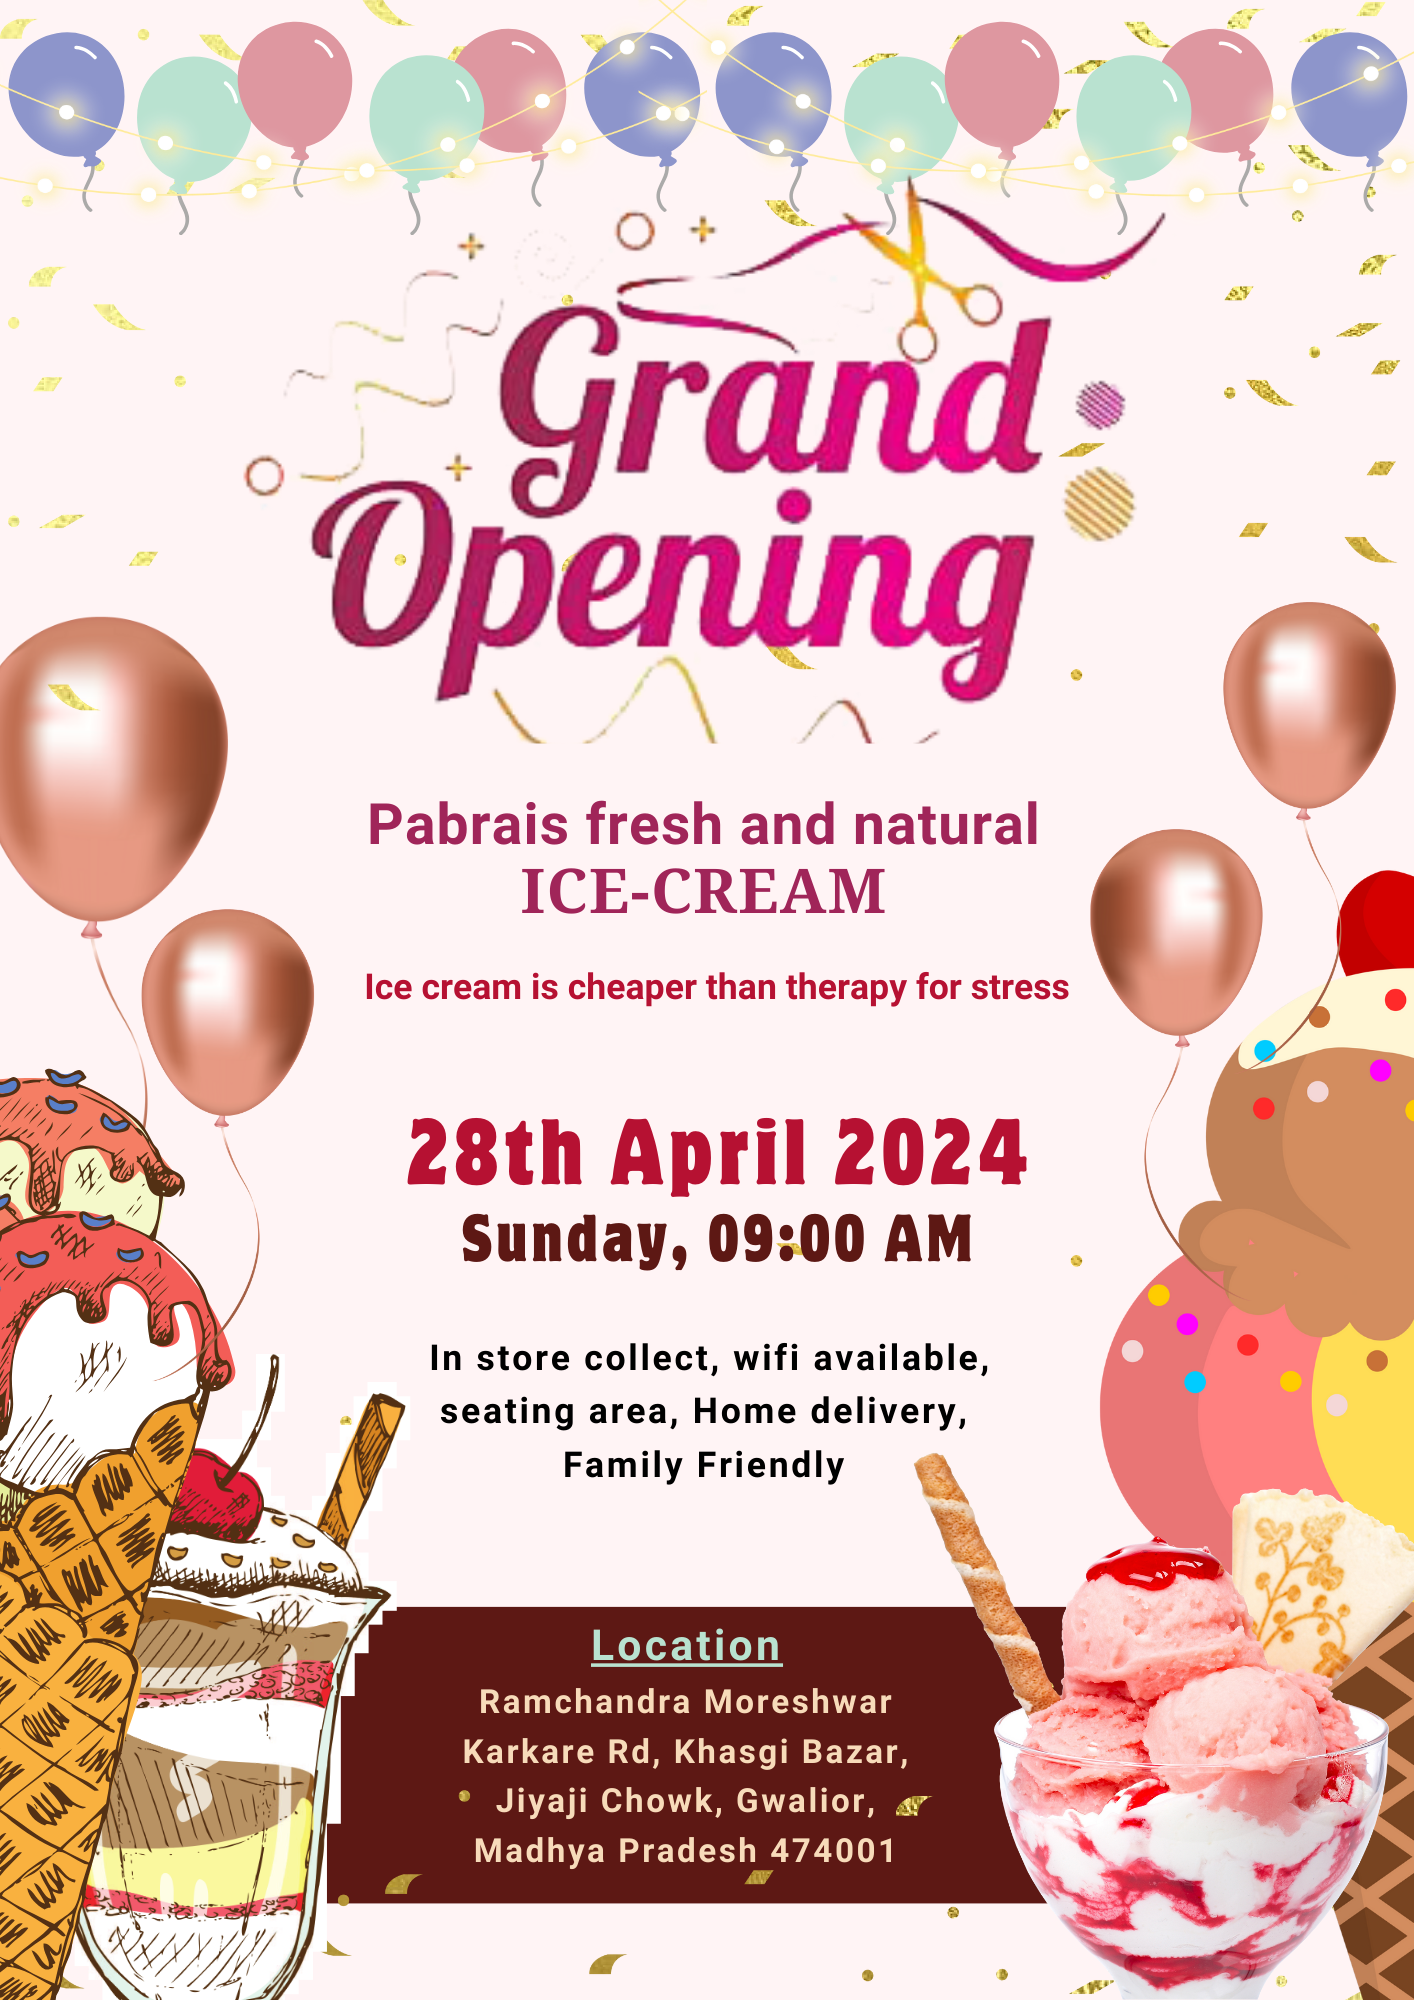 Grand
Opening
Pabrais fresh and natural
ICE-CREAM
Ice cream is cheaper than therapy for stress
28th April 2024
Sunday, 09:00 AM
In store collect, wifi available,
seating area, Home delivery,
Family Friendly
Location
Ramchandra Moreshwar
Karkare Rd, Khasgi Bazar,
Jiyaji Chowk, Gwalior,
Madhya Pradesh 474001